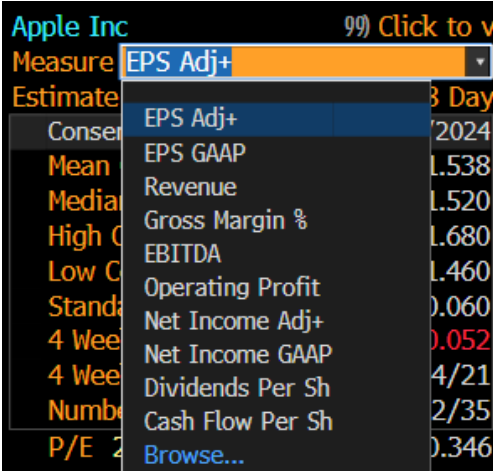 Apple Inc 99) Click to v
Measure EPS Adj+
Estimate 3 Day
Conser /2024
EPS Adj+
Mean 1.538
EPS GAAP
Media 1.520
Revenue
High C 1.680
Gross Margin %
Low C 1.460
EBITDA
Operating Profit
Standa 0.060
Net Income Adj+
4 Wee 0.052
Net Income GAAP
4 Wee 4/21
Dividends Per Sh
Numbe 2/35
Cash Flow Per Sh
P/E 2 0.346
Browse...